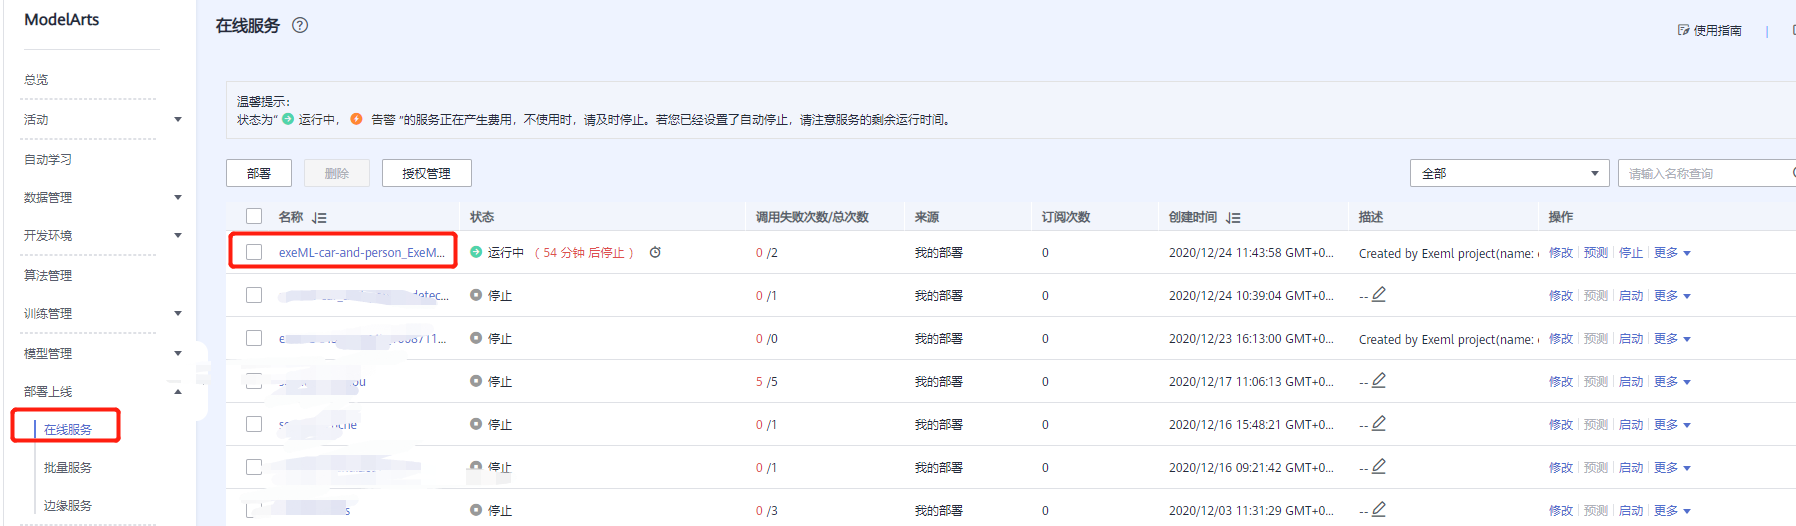 ModelArts
总览
活动
自动学习
数据管理
开发环境
算法管理
训练管理
模型管理
部署上线
在线服务
批量服务
边缘服务
在线服务
使用指南
温馨提示：
状态为“ 运行中， 告警 ”的服务正在产生费用，不使用时，请及时停止。若您已经设置了自动停止，请注意服务的剩余运行时间。
部署 删除 授权管理 全部 请输入名称查询
名称 状态 调用失败次数/总次数 来源 订阅次数 创建时间 描述 操作
exeML-car-and-person_ExeM... 运行中 （ 54 分钟 后停止 ） 0 /2 我的部署 0 2020/12/24 11:43:58 GMT+0... Created by Exeml project(name: 修改 预测 停止 更多
停止 0 /1 我的部署 0 2020/12/24 10:39:04 GMT+0... -- 修改 预测 启动 更多
停止 0 /0 我的部署 0 2020/12/23 16:13:00 GMT+0... Created by Exeml project(name: 修改 预测 启动 更多
停止 5 /5 我的部署 0 2020/12/17 11:06:13 GMT+0... -- 修改 预测 启动 更多
停止 0 /1 我的部署 0 2020/12/16 15:48:21 GMT+0... -- 修改 预测 启动 更多
停止 0 /1 我的部署 0 2020/12/16 09:21:42 GMT+0... -- 修改 预测 启动 更多
停止 0 /3 我的部署 0 2020/12/03 11:31:29 GMT+0... -- 修改 预测 启动 更多